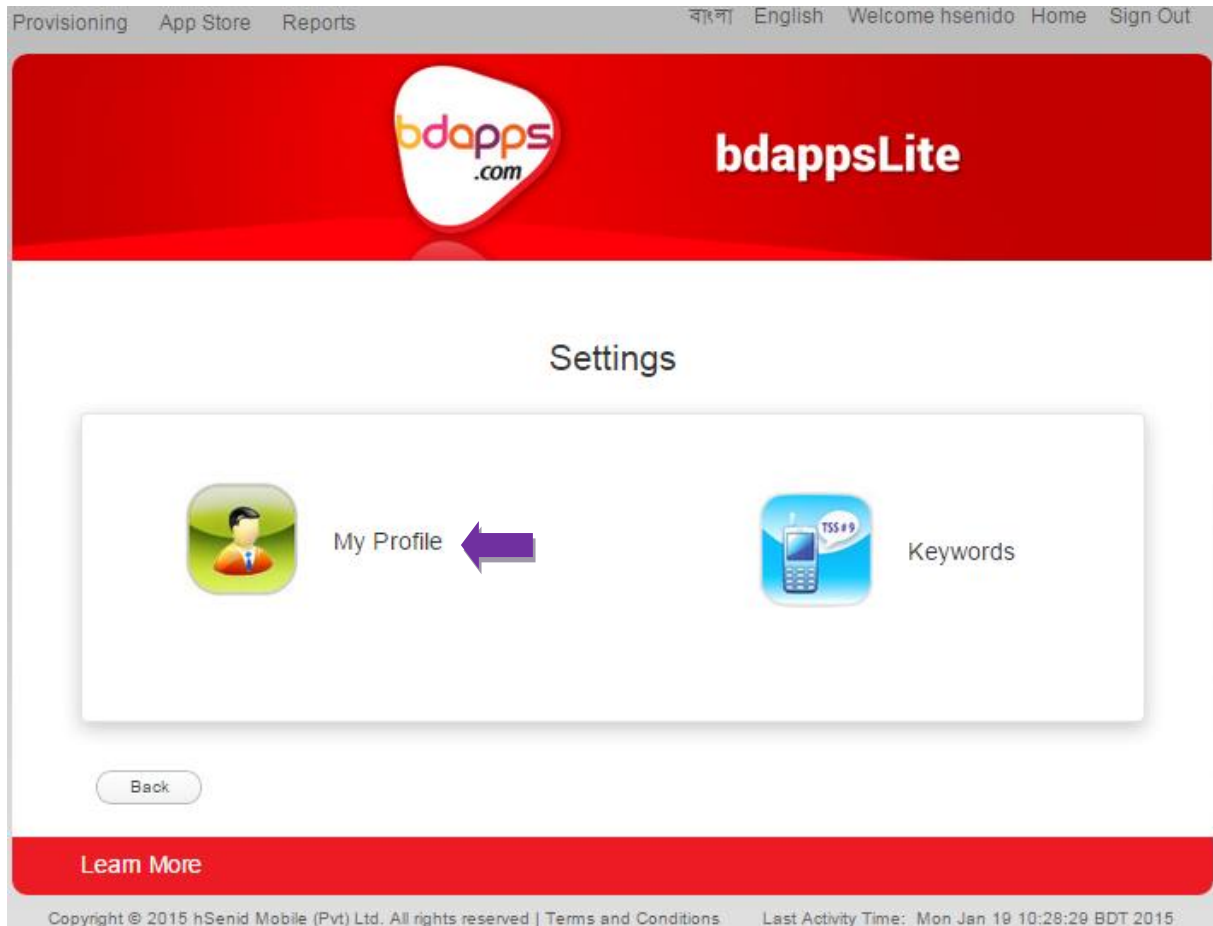 Provisioning App Store Reports বাংলা English Welcome hsenido Home Sign Out
bdapps
.com
bdappsLite
Settings
My Profile
TSS # 9
Keywords
Back
Learn More
Copyright © 2015 hSenid Mobile (Pvt) Ltd. All rights reserved | Terms and Conditions Last Activity Time: Mon Jan 19 10:28:29 BDT 2015